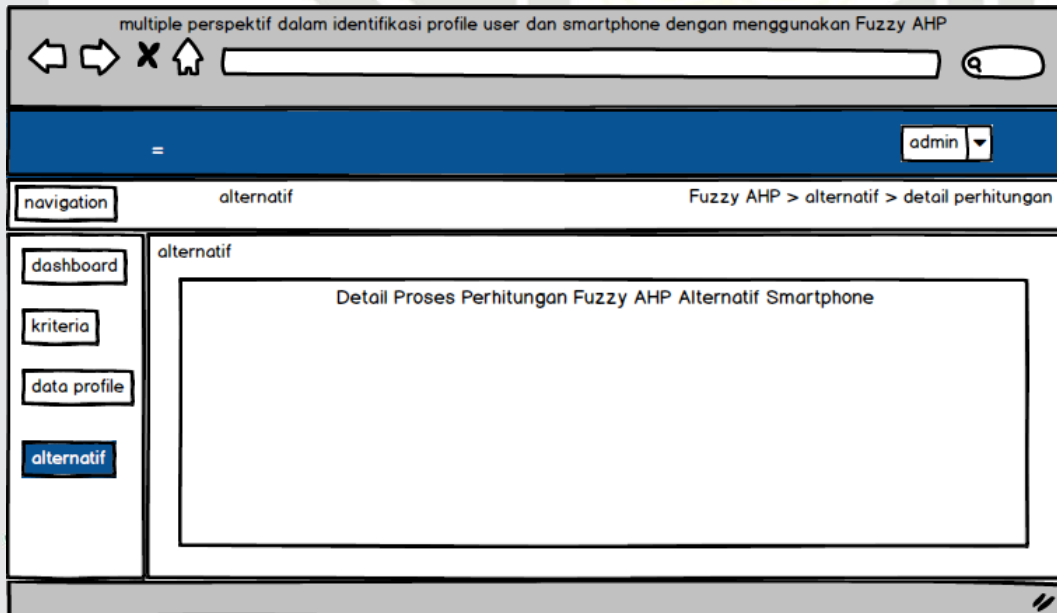 multiple perspektif dalam identifikasi profile user dan smartphone dengan menggunakan Fuzzy AHP
=
admin
navigation
alternatif
Fuzzy AHP > alternatif > detail perhitungan
dashboard
kriteria
data profile
alternatif
alternatif
Detail Proses Perhitungan Fuzzy AHP Alternatif Smartphone